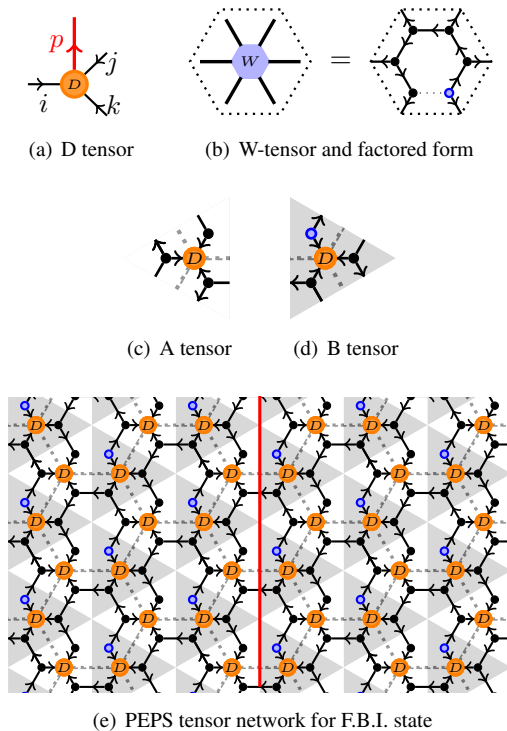 p
j
D
i
k
W
=
(a) D tensor
(b) W-tensor and factored form
D
D
(c) A tensor
(d) B tensor
D D D D D D
D D D D D D
D D D D D D
D D D D D D
D D D D D D
D D D D D D
(e) PEPS tensor network for F.B.I. state